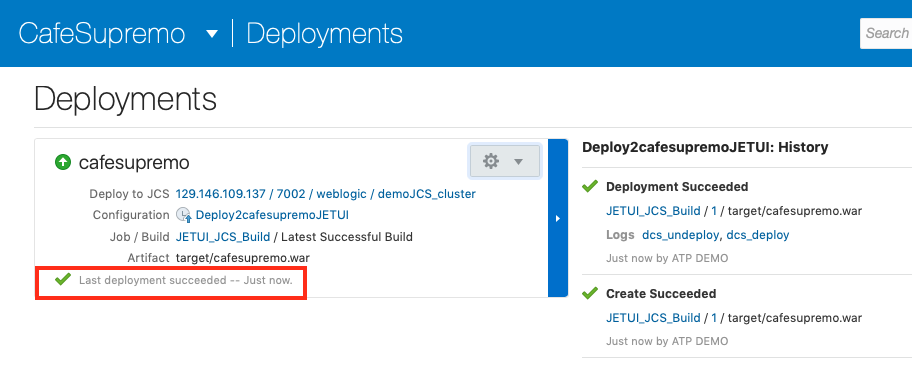 CafeSupremo Deployments
Search
Deployments
cafesupremo
Deploy to JCS 129.146.109.137 / 7002 / weblogic / demoJCS_cluster
Configuration Deploy2cafesupremoJETUI
Job / Build JETUI_JCS_Build / Latest Successful Build
Artifact target/cafesupremo.war
Last deployment succeeded -- Just now.
Deploy2cafesupremoJETUI: History
Deployment Succeeded
JETUI_JCS_Build / 1 / target/cafesupremo.war
Logs dcs_undeploy, dcs_deploy
Just now by ATP DEMO
Create Succeeded
JETUI_JCS_Build / 1 / target/cafesupremo.war
Just now by ATP DEMO